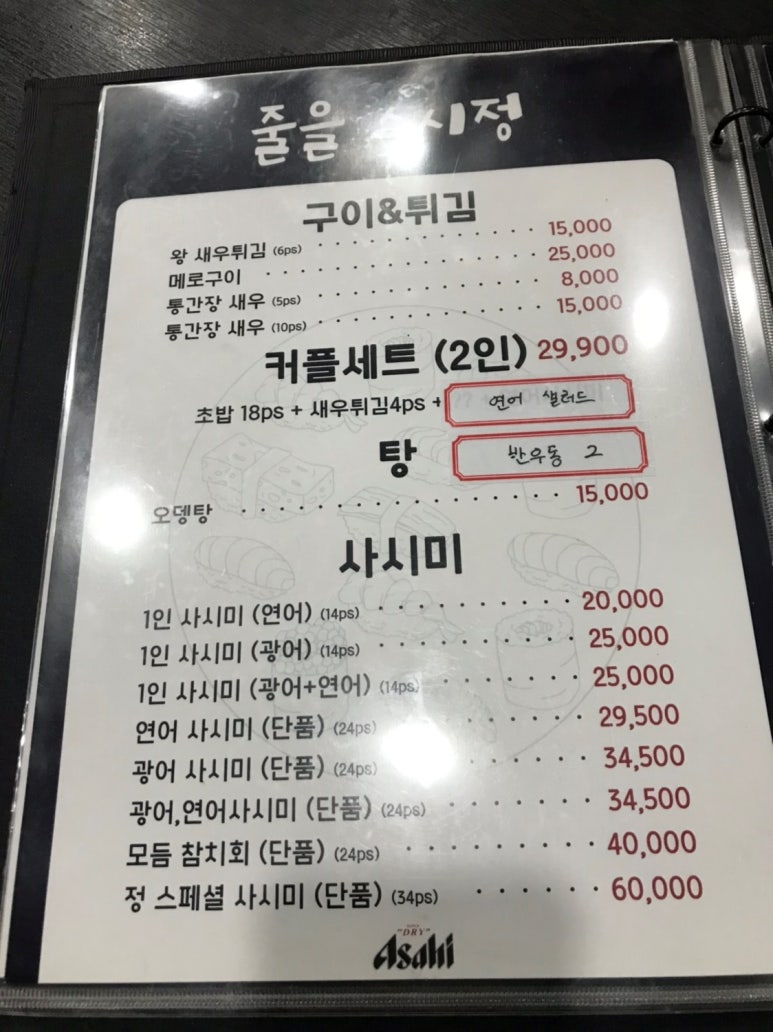 줄을 시정
구이&튀김
왕 새우튀김 (6ps) 15,000
메로구이 25,000
통간장 새우 (5ps) 8,000
통간장 새우 (10ps) 15,000
커플세트 (2인) 29,900
초밥 18ps + 새우튀김4ps + 연어 샐러드
반우동 2
탕
오뎅탕 15,000
사시미
1인 사시미 (연어) (14ps) 20,000
1인 사시미 (광어) (14ps) 25,000
1인 사시미 (광어+연어) (14ps) 25,000
연어 사시미 (단품) (24ps) 29,500
광어 사시미 (단품) (24ps) 34,500
광어,연어사시미 (단품) (24ps) 34,500
모듬 참치회 (단품) (24ps) 40,000
정 스페셜 사시미 (단품) (34ps) 60,000
"DRY"
Asahi